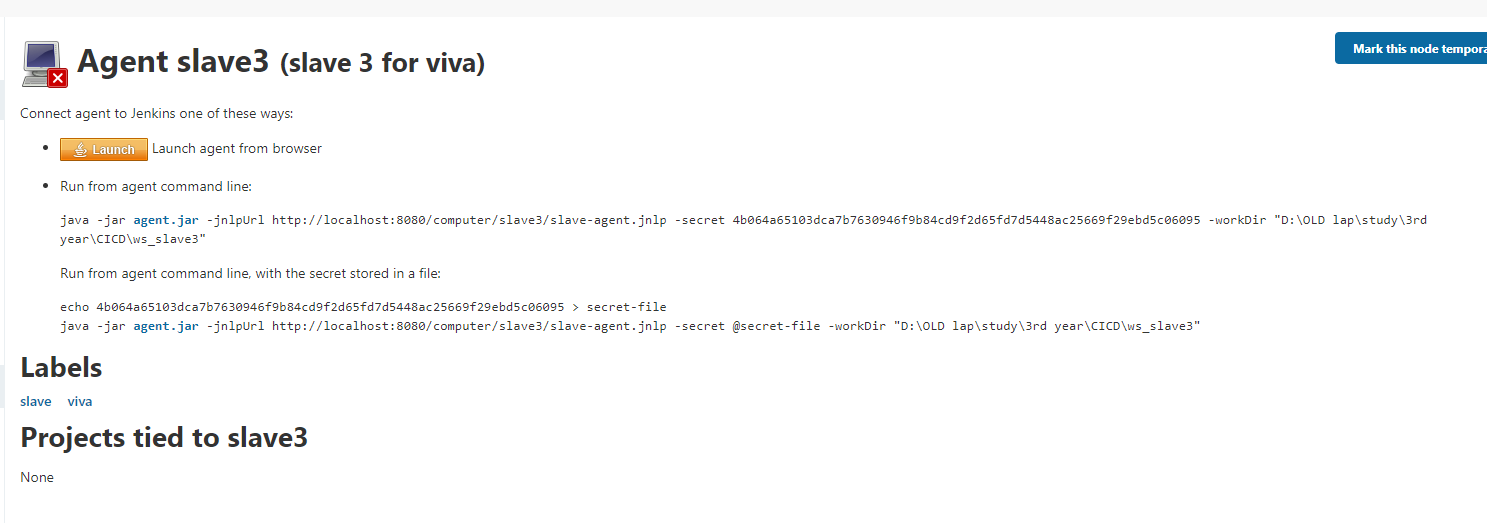 Agent slave3 (slave 3 for viva)
Mark this node tempora
Connect agent to Jenkins one of these ways:
Launch Launch agent from browser
Run from agent command line:
java -jar agent.jar -jnlpUrl http://localhost:8080/computer/slave3/slave-agent.jnlp -secret 4b064a65103dca7b7630946f9b84cd9f2d65fd7d5448ac25669f29ebd5c06095 -workDir "D:\OLD lap\study\3rd
year\CICD\ws_slave3"
Run from agent command line, with the secret stored in a file:
echo 4b064a65103dca7b7630946f9b84cd9f2d65fd7d5448ac25669f29ebd5c06095 > secret-file
java -jar agent.jar -jnlpUrl http://localhost:8080/computer/slave3/slave-agent.jnlp -secret @secret-file -workDir "D:\OLD lap\study\3rd year\CICD\ws_slave3"
Labels
slave viva
Projects tied to slave3
None